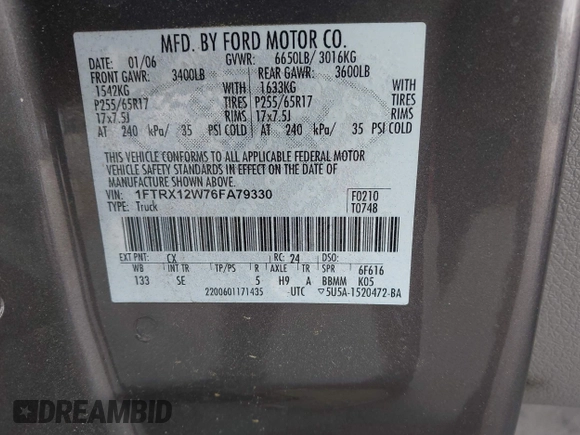 MFD. BY FORD MOTOR CO.
DATE: 01/06 GVWR: 6650LB/ 3016KG
FRONT GAWR: 3400LB REAR GAWR: 3600LB
1542KG WITH 1633KG WITH
P255/65R17 TIRES P255/65R17 TIRES
17x7.5J RIMS 17x7.5J RIMS
AT 240 kPa/ 35 PSI COLD AT 240 kPa/ 35 PSI COLD
THIS VEHICLE CONFORMS TO ALL APPLICABLE FEDERAL MOTOR
VEHICLE SAFETY STANDARDS IN EFFECT ON THE DATE OF
MANUFACTURE SHOWN ABOVE.
VIN: 1FTRX12W76FA79330 F0210
TYPE: Truck T0748
EXT PNT: CX RC: 24 DSO:
WB INT TR TP/PS R AXLE TR SPR 6F616
133 SE 5 H9 A BBMM K05
2200601171435 UTC ▽5U5A-1520472-BA
DREAMBID